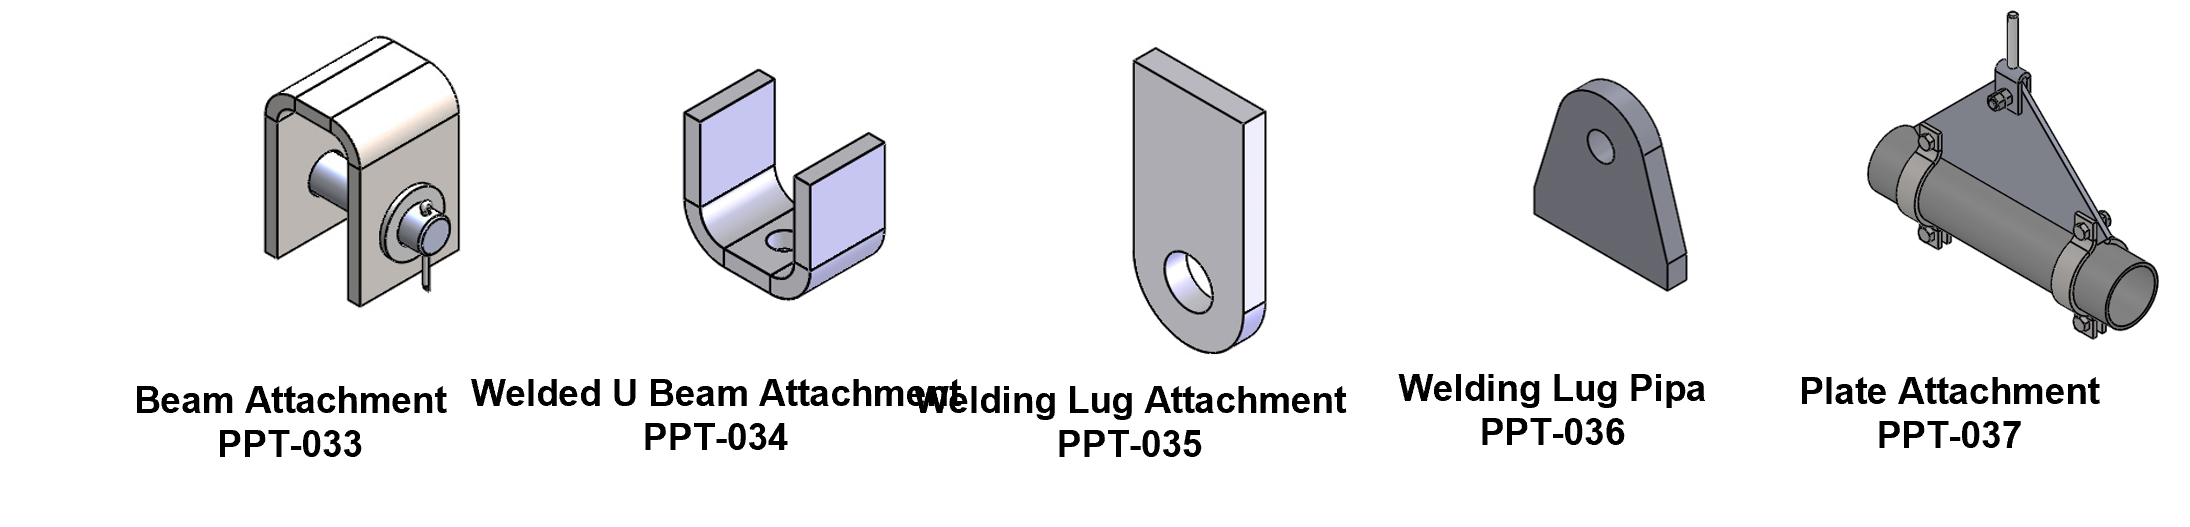 Beam Attachment
PPT-033
Welded U Beam Attachment
PPT-034
Welding Lug Attachment
PPT-035
Welding Lug Pipa
PPT-036
Plate Attachment
PPT-037